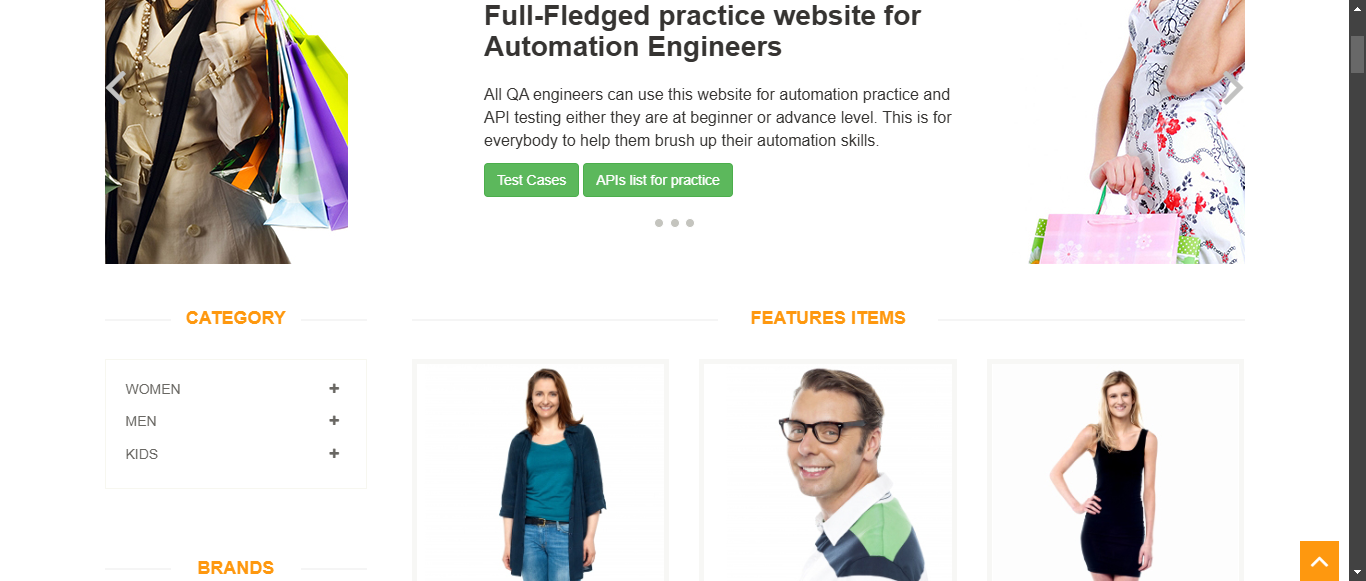 Full-Fledged practice website for
Automation Engineers
All QA engineers can use this website for automation practice and
API testing either they are at beginner or advance level. This is for
everybody to help them brush up their automation skills.
Test Cases
APIs list for practice
CATEGORY
FEATURES ITEMS
WOMEN
MEN
KIDS
BRANDS